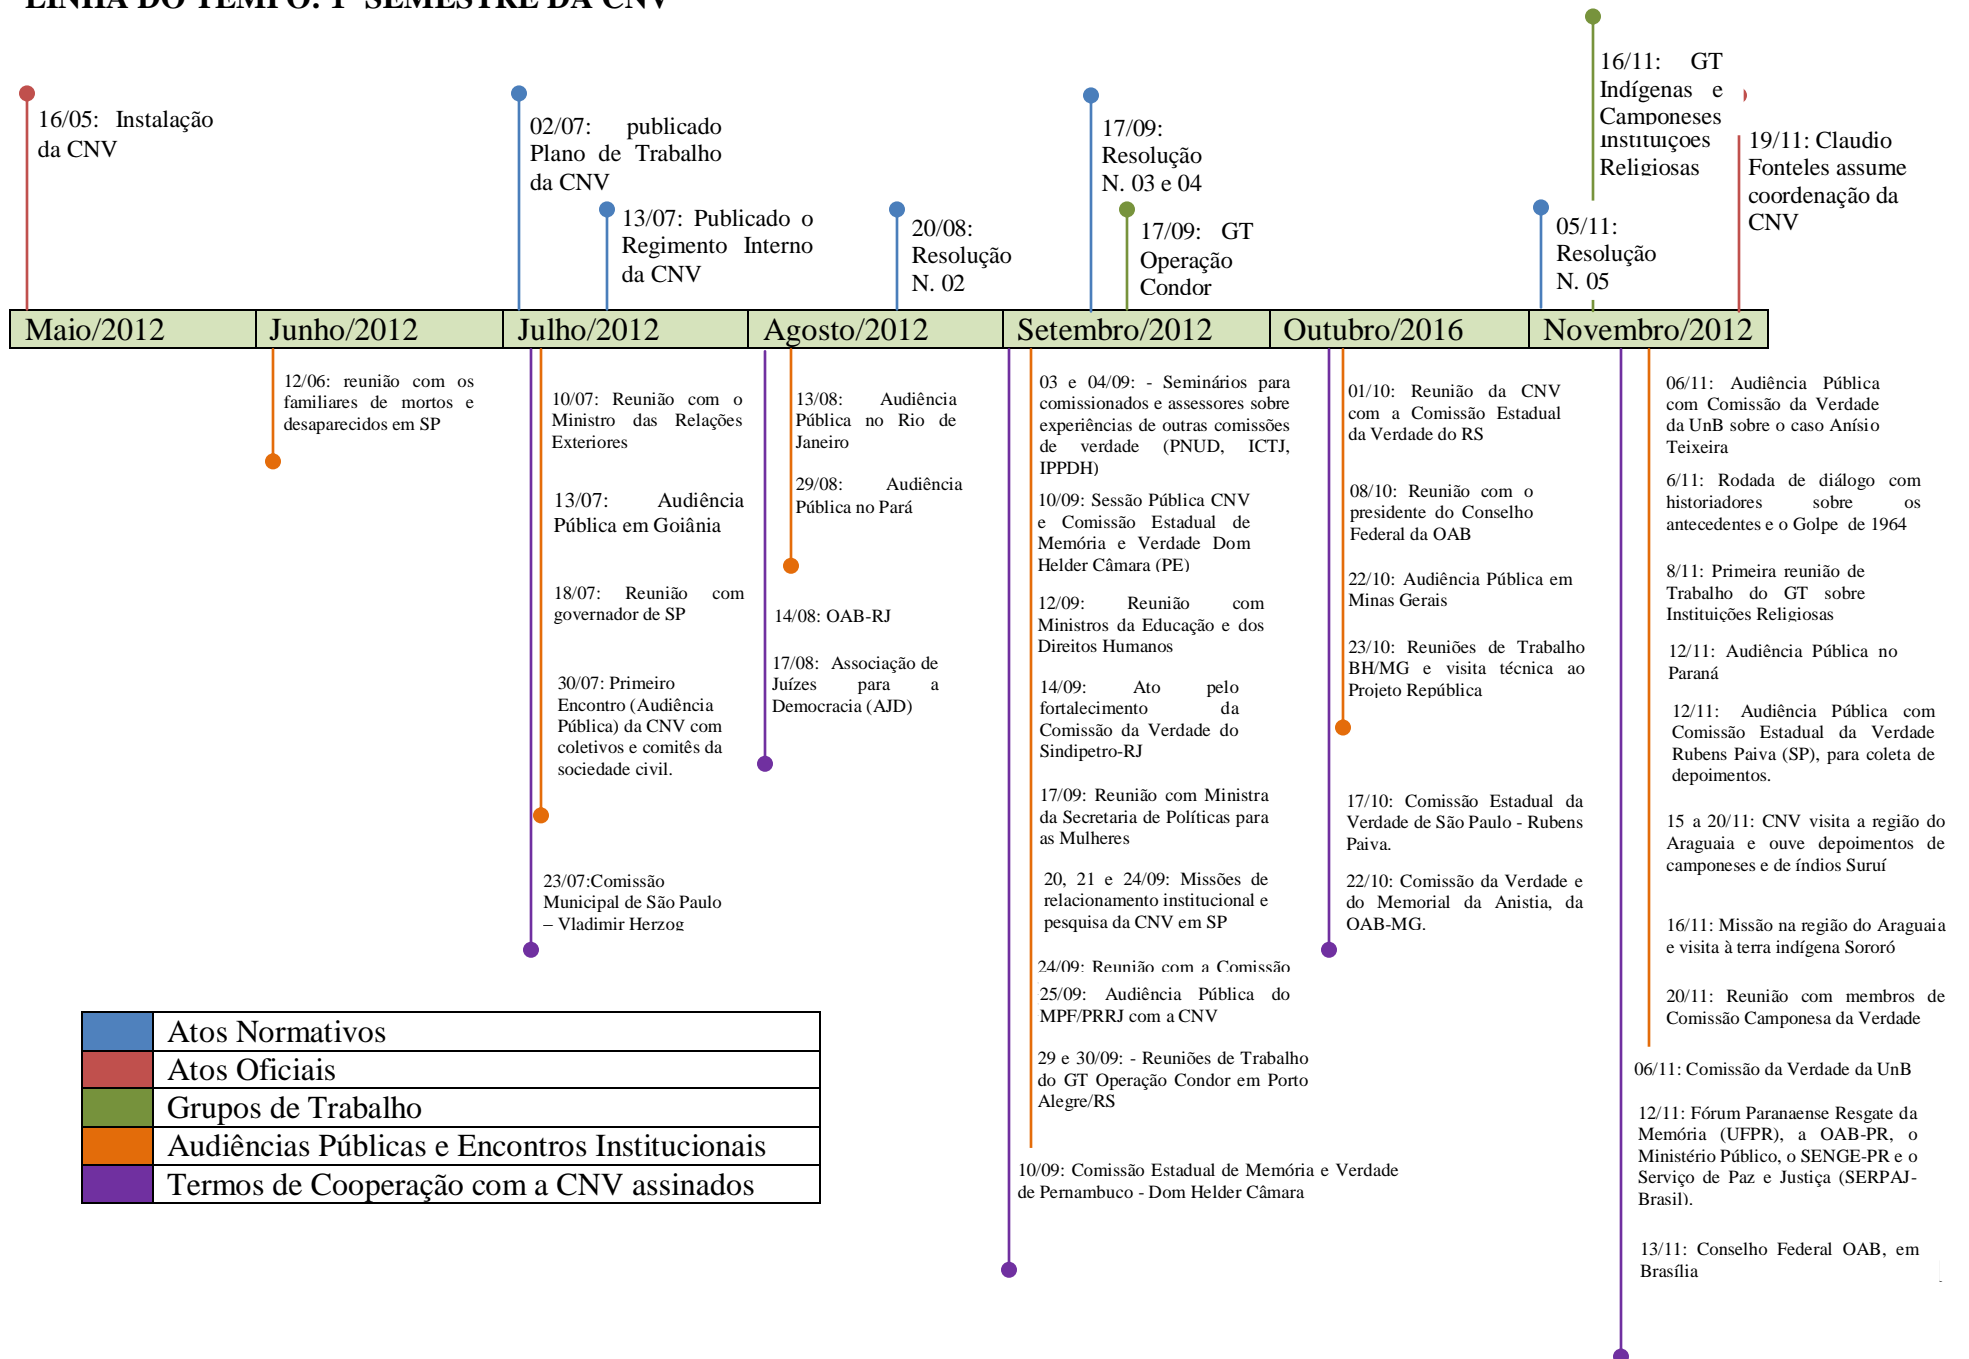 LINHA DO TEMPO: 1º SEMESTRE DA CNV
16/05: Instalação
da CNV
02/07: publicado
Plano de Trabalho
da CNV
13/07: Publicado o
Regimento Interno
da CNV
20/08:
Resolução
N. 02
17/09:
Resolução
N. 03 e 04
17/09: GT
Operação
Condor
05/11:
Resolução
N. 05
16/11: GT
Indígenas e
Camponeses
Instituições
Religiosas
19/11: Claudio
Fonteles assume
coordenação da
CNV
Maio/2012
Junho/2012
Julho/2012
Agosto/2012
Setembro/2012
Outubro/2016
Novembro/2012
12/06: reunião com os
familiares de mortos e
desaparecidos em SP
10/07: Reunião com o
Ministro das Relações
Exteriores
13/07: Audiência
Pública em Goiânia
18/07: Reunião com
governador de SP
30/07: Primeiro
Encontro (Audiência
Pública) da CNV com
coletivos e comitês da
sociedade civil.
23/07:Comissão
Municipal de São Paulo
– Vladimir Herzog
13/08: Audiência
Pública no Rio de
Janeiro
29/08: Audiência
Pública no Pará
14/08: OAB-RJ
17/08: Associação de
Juízes para a
Democracia (AJD)
03 e 04/09: - Seminários para
comissionados e assessores sobre
experiências de outras comissões
de verdade (PNUD, ICTJ,
IPPDH)
10/09: Sessão Pública CNV
e Comissão Estadual de
Memória e Verdade Dom
Helder Câmara (PE)
12/09: Reunião com
Ministros da Educação e dos
Direitos Humanos
14/09: Ato pelo
fortalecimento da
Comissão da Verdade do
Sindipetro-RJ
17/09: Reunião com Ministra
da Secretaria de Políticas para
as Mulheres
20, 21 e 24/09: Missões de
relacionamento institucional e
pesquisa da CNV em SP
24/09: Reunião com a Comissão
25/09: Audiência Pública do
MPF/PRRJ com a CNV
29 e 30/09: - Reuniões de Trabalho
do GT Operação Condor em Porto
Alegre/RS
10/09: Comissão Estadual de Memória e Verdade
de Pernambuco - Dom Helder Câmara
01/10: Reunião da CNV
com a Comissão Estadual
da Verdade do RS
08/10: Reunião com o
presidente do Conselho
Federal da OAB
22/10: Audiência Pública em
Minas Gerais
23/10: Reuniões de Trabalho
BH/MG e visita técnica ao
Projeto República
17/10: Comissão Estadual da
Verdade de São Paulo - Rubens
Paiva.
22/10: Comissão da Verdade e
do Memorial da Anistia, da
OAB-MG.
06/11: Audiência Pública
com Comissão da Verdade
da UnB sobre o caso Anísio
Teixeira
6/11: Rodada de diálogo com
historiadores sobre os
antecedentes e o Golpe de 1964
8/11: Primeira reunião de
Trabalho do GT sobre
Instituições Religiosas
12/11: Audiência Pública no
Paraná
12/11: Audiência Pública com
Comissão Estadual da Verdade
Rubens Paiva (SP), para coleta de
depoimentos.
15 a 20/11: CNV visita a região do
Araguaia e ouve depoimentos de
camponeses e de índios Suruí
16/11: Missão na região do Araguaia
e visita à terra indígena Sororó
20/11: Reunião com membros de
Comissão Camponesa da Verdade
06/11: Comissão da Verdade da UnB
12/11: Fórum Paranaense Resgate da
Memória (UFPR), a OAB-PR, o
Ministério Público, o SENGE-PR e o
Serviço de Paz e Justiça (SERPAJ-
Brasil).
13/11: Conselho Federal OAB, em
Brasília
Atos Normativos
Atos Oficiais
Grupos de Trabalho
Audiências Públicas e Encontros Institucionais
Termos de Cooperação com a CNV assinados